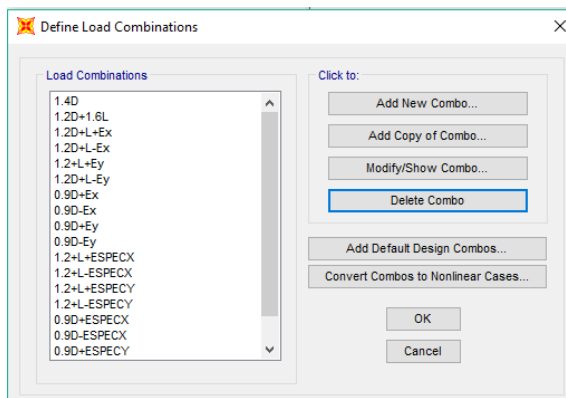 Define Load Combinations
Load Combinations
1.4D
1.2D+1.6L
1.2D+L+Ex
1.2D+L-Ex
1.2+L+Ey
1.2D+L-Ey
0.9D+Ex
0.9D-Ex
0.9D+Ey
0.9D-Ey
1.2+L+ESPECX
1.2+L-ESPECX
1.2+L+ESPECY
1.2+L-ESPECY
0.9D+ESPECX
0.9D-ESPECX
0.9D+ESPECY
Click to:
Add New Combo...
Add Copy of Combo...
Modify/Show Combo...
Delete Combo
Add Default Design Combos...
Convert Combos to Nonlinear Cases...
OK
Cancel